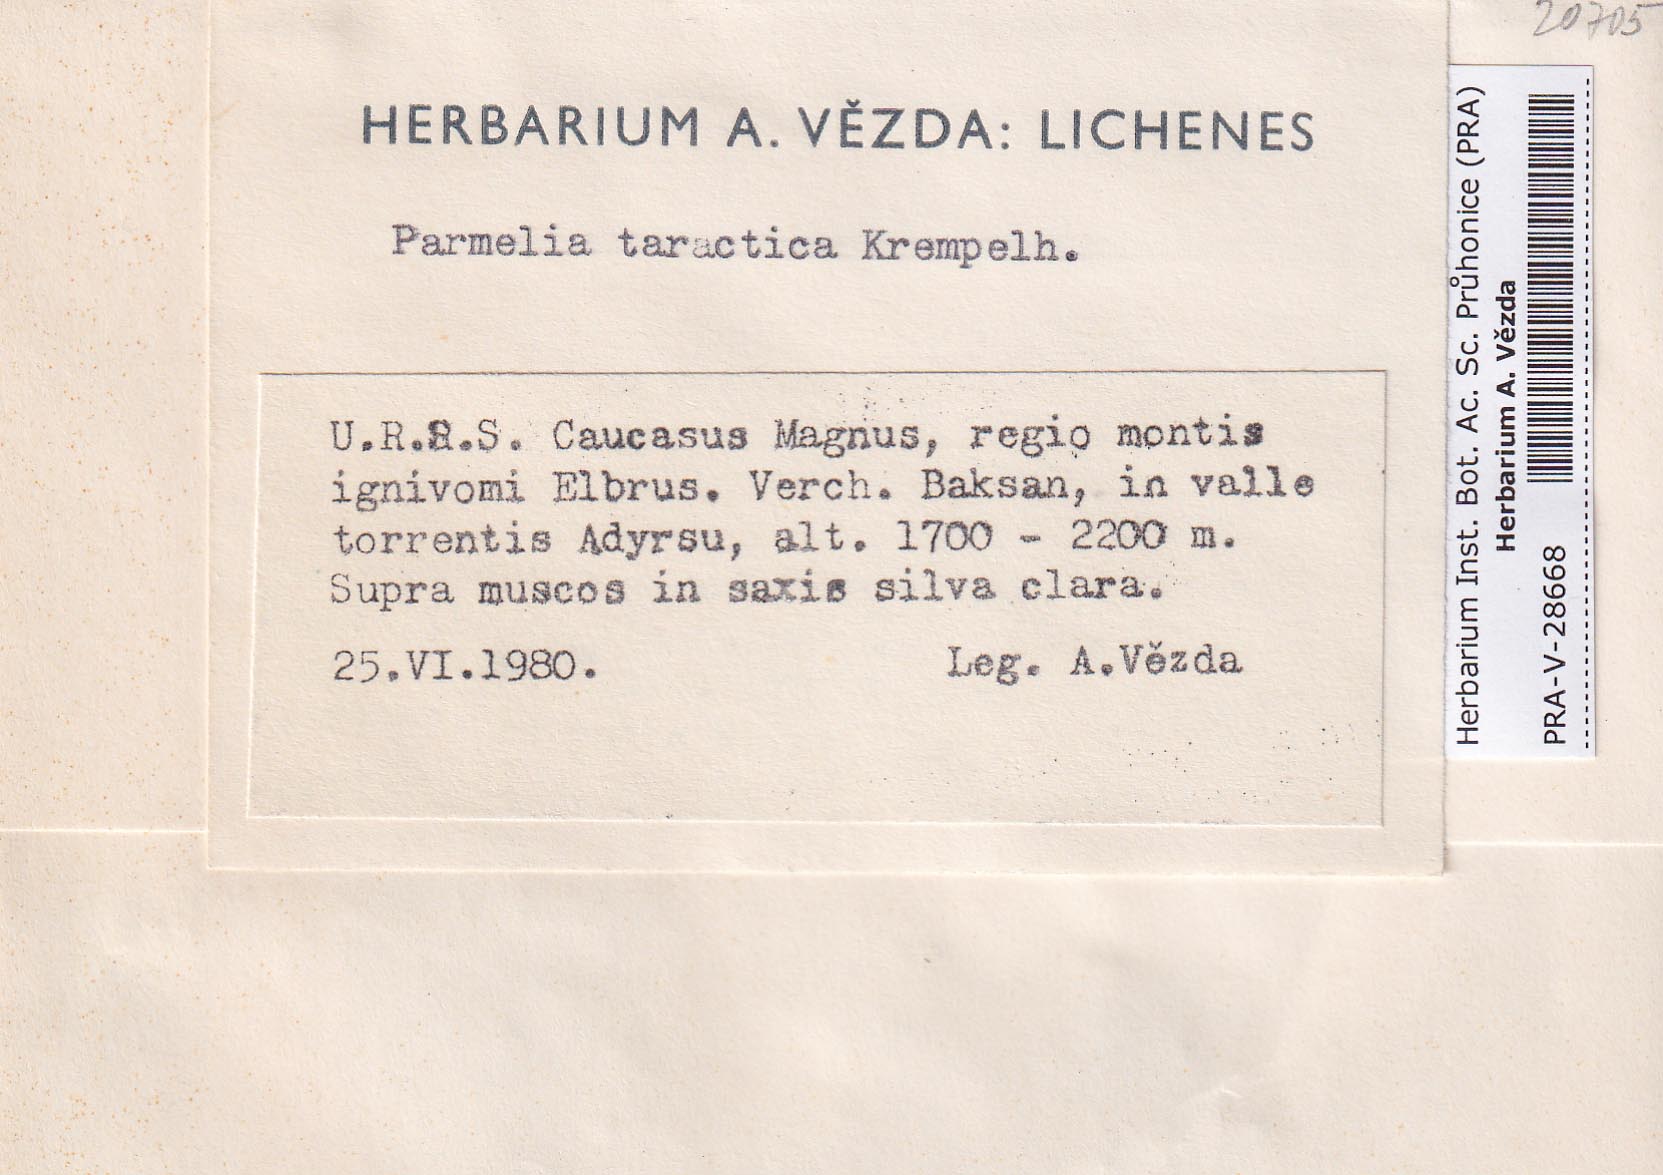 20705
HERBARIUM A. VĚZDA: LICHENES
Parmelia taractica Krempelh.
U.R.S.S. Caucasus Magnus, regio montis
ignivomi Elbrus. Verch. Baksan, in valle
torrentis Adyrsu, alt. 1700 - 2200 m.
Supra muscos in saxis silva clara.
25.VI.1980. Leg. A.Vězda
Herbarium Inst. Bot. Ac. Sc. Průhonice (PRA)
Herbarium A. Vězda
PRA-V-28668